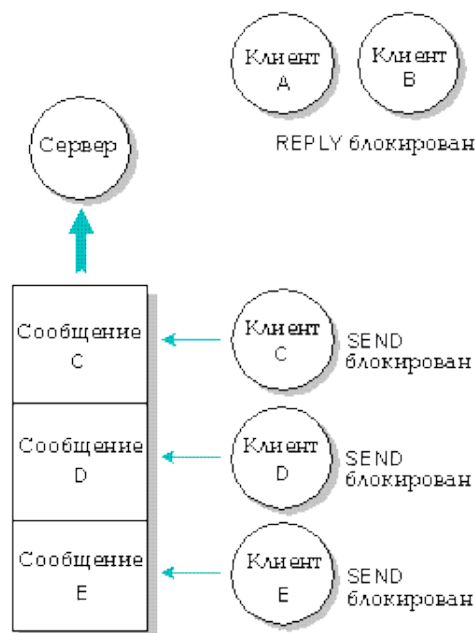 Клиент
А
Клиент
В
REPLY блокирован
Сервер
Сообщение
C
Клиент
C
SEND
блокирован
Сообщение
D
Клиент
D
SEND
блокирован
Сообщение
E
Клиент
E
SEND
блокирован